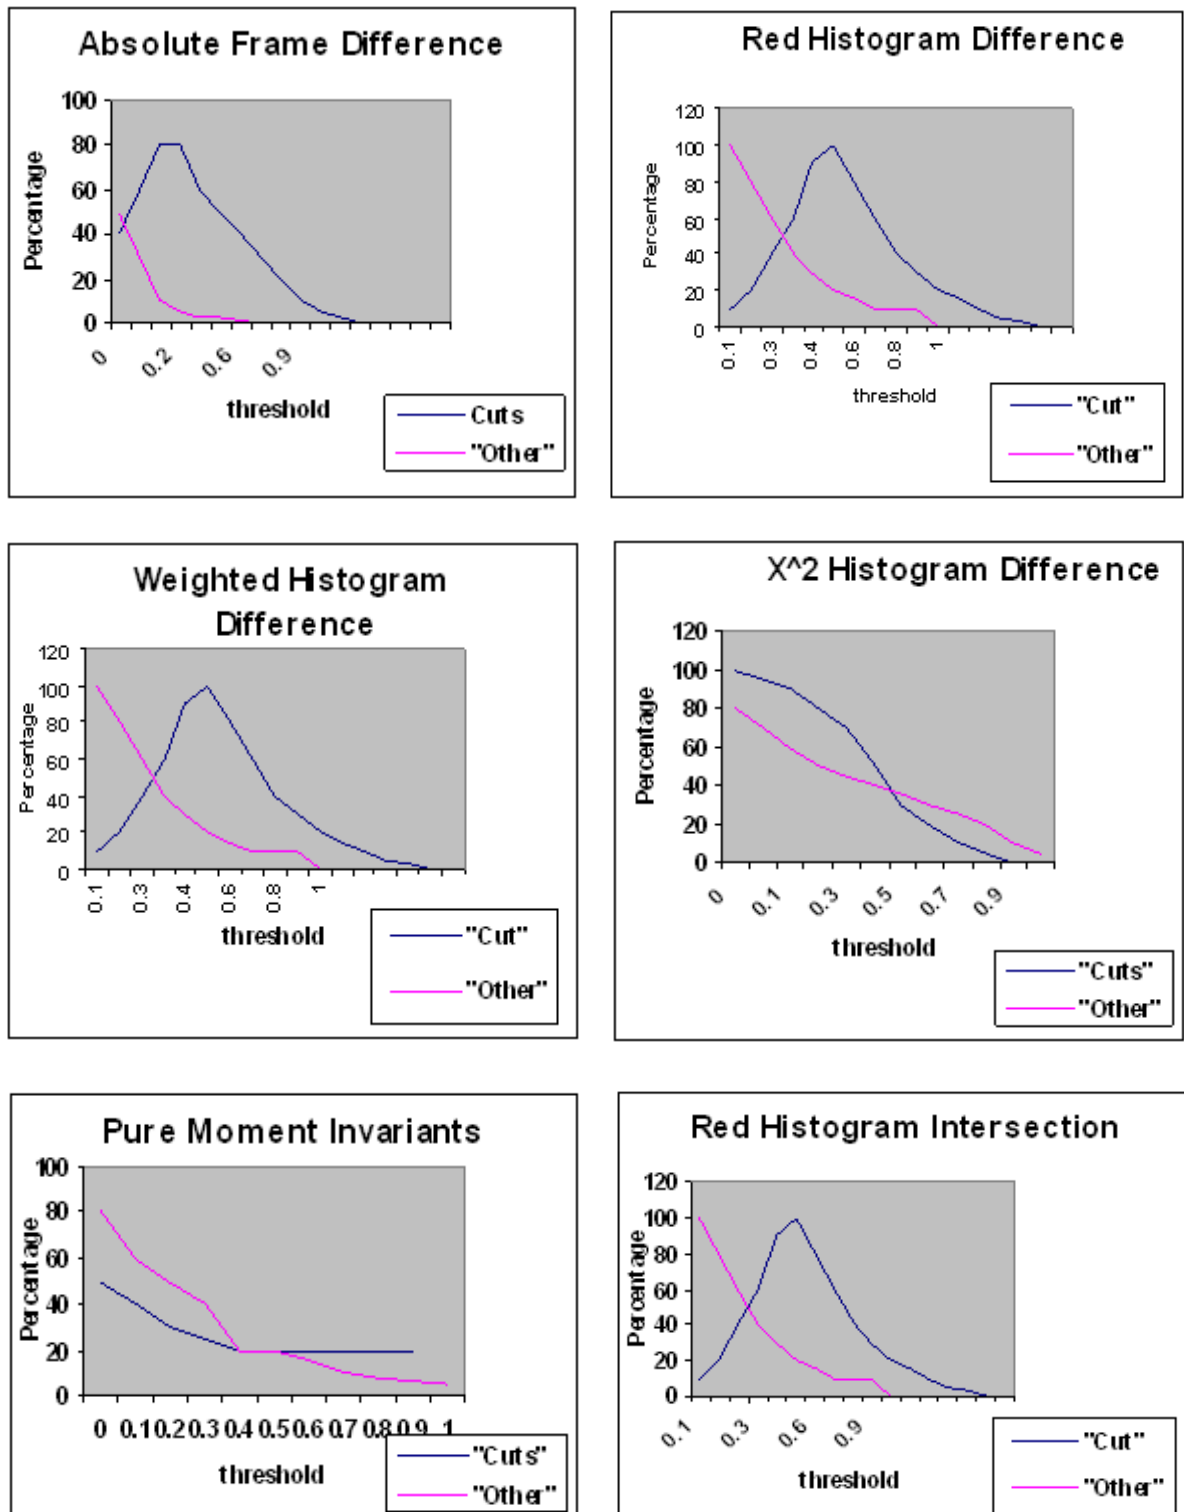 Absolute Frame Difference
100
80
60
40
20
0
Percentage
0 0.2 0.6 0.9
threshold
Cuts
"Other"
Red Histogram Difference
120
100
80
60
40
20
0
Percentage
0.1 0.3 0.4 0.6 0.8 1
threshold
"Cut"
"Other"
Weighted Histogram
Difference
120
100
80
60
40
20
0
Percentage
0.1 0.3 0.4 0.6 0.8 1
threshold
"Cut"
"Other"
X^2 Histogram Difference
120
100
80
60
40
20
0
Percentage
0 0.1 0.3 0.5 0.7 0.9
threshold
"Cuts"
"Other"
Pure Moment Invariants
100
80
60
40
20
0
Percentage
0 0.1 0.2 0.3 0.4 0.5 0.6 0.7 0.8 0.9 1
threshold
"Cuts"
"Other"
Red Histogram Intersection
120
100
80
60
40
20
0
Percentage
0.1 0.3 0.6 0.9
threshold
"Cut"
"Other"